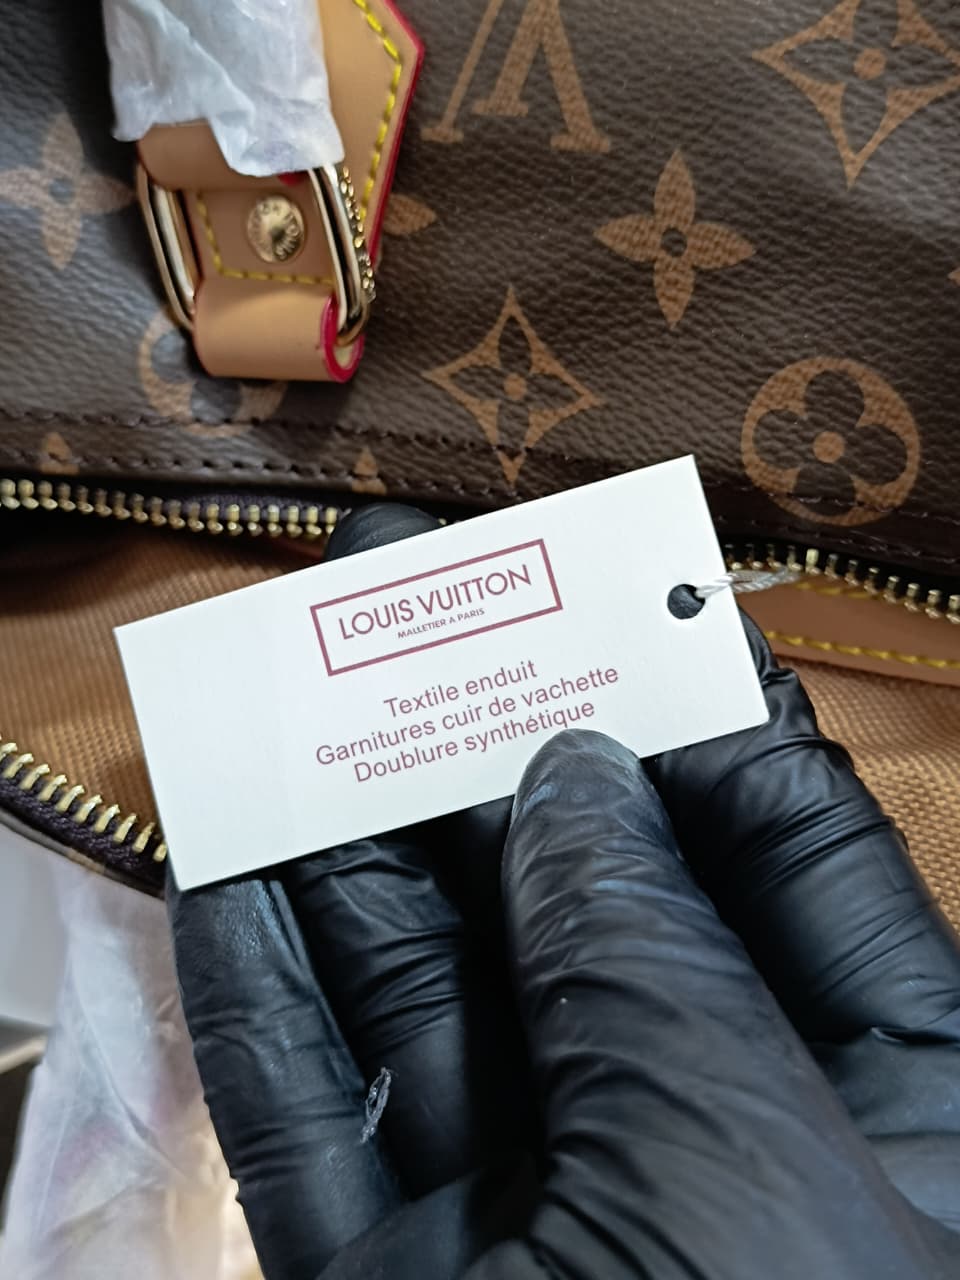 LOUIS VUITTON
MALLETIER A PARIS
Textile enduit
Garnitures cuir de vachette
Doublure synthétique